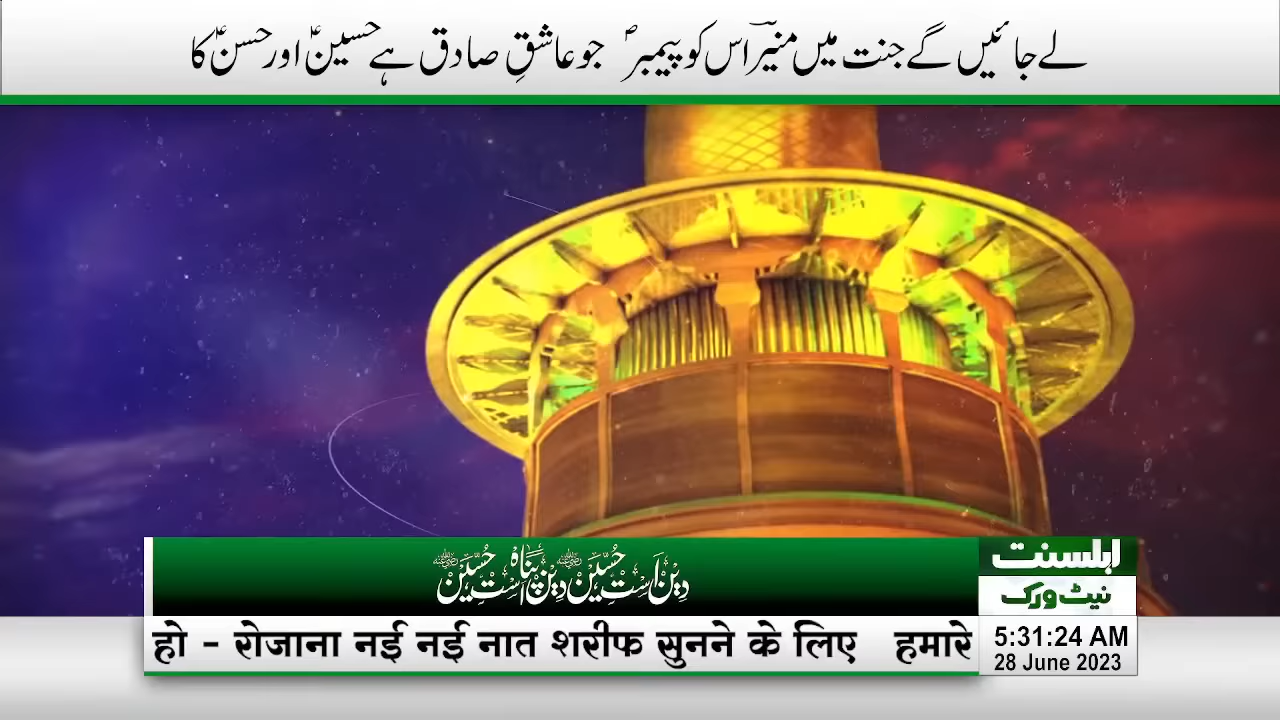 لے جائیں گے جنت میں منیرؔ اس کو پیمبرؐ جو عاشقِ صادق ہے حسینؑ اور حسنؑ کا
دین است حسین دین پناہ است حسین
اہلسنت
نیٹ ورک
हो - रोजाना नई नई नात शरीफ सुनने के लिए हमारे
5:31:24 AM
28 June 2023